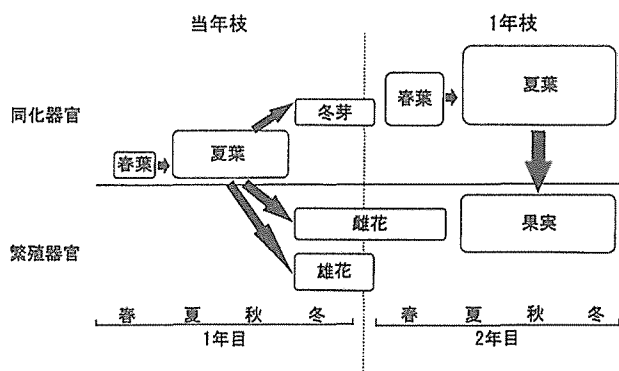 当年枝
1年枝
同化器官
春葉
夏葉
冬芽
春葉
夏葉
繁殖器官
雌花
雄花
果実
春 夏 秋 冬
1年目
春 夏 秋 冬
2年目